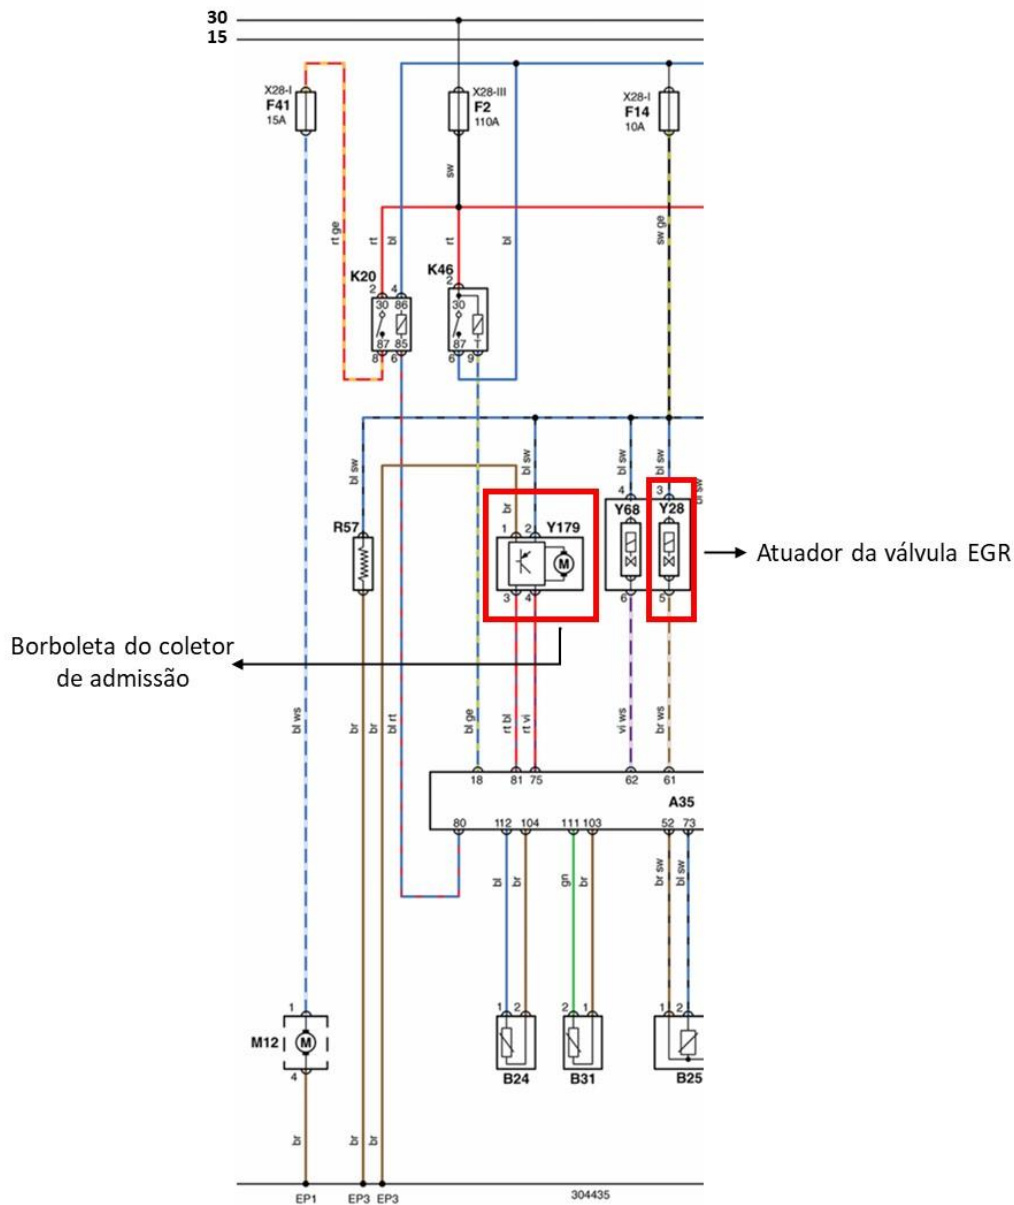 30
15
X28-I
F41
15A
X28-III
F2
110A
X28-I
F14
10A
sw
rt ge
rt
bl
rt
bl
sw ge
K20
2
4
30
86
87
85
8
6
K46
2
30
87
T
6
9
bl sw
bl sw
bl sw
bl sw
bl sw
br
R57
1
2
Y179
M
3
4
4
Y68
6
3
Y28
5
Atuador da válvula EGR
Borboleta do coletor
de admissão
bl ws
br
br
bl rt
bl ge
rt bl
rt vi
vi ws
br ws
18
81
75
62
61
A35
80
112
104
111
103
52
73
bl
br
gn
br
br sw
bl sw
1
M12
M
4
1
2
B24
2
1
B31
1
2
B25
br
br
br
EP1
EP3
EP3
304435